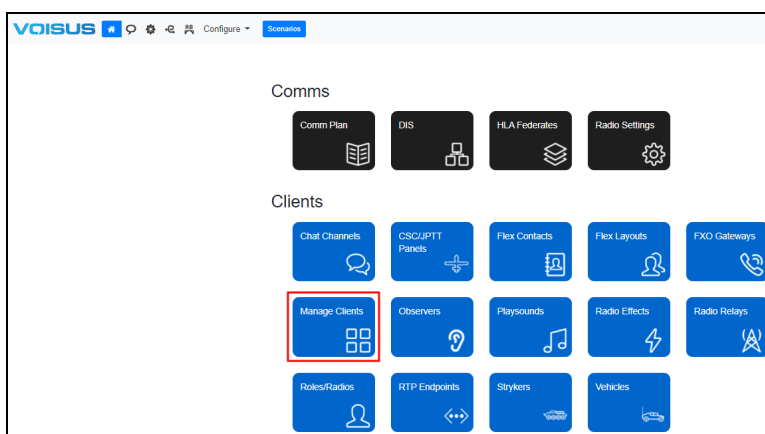 VOISUS Configure Scenarios
Comms
Comm Plan DIS HLA Federates Radio Settings
Clients
Chat Channels CSC/JPTT Flex Contacts Flex Layouts FXO Gateways
Panels
Manage Clients Observers Playsounds Radio Effects Radio Relays
Roles/Radios RTP Endpoints Strykers Vehicles